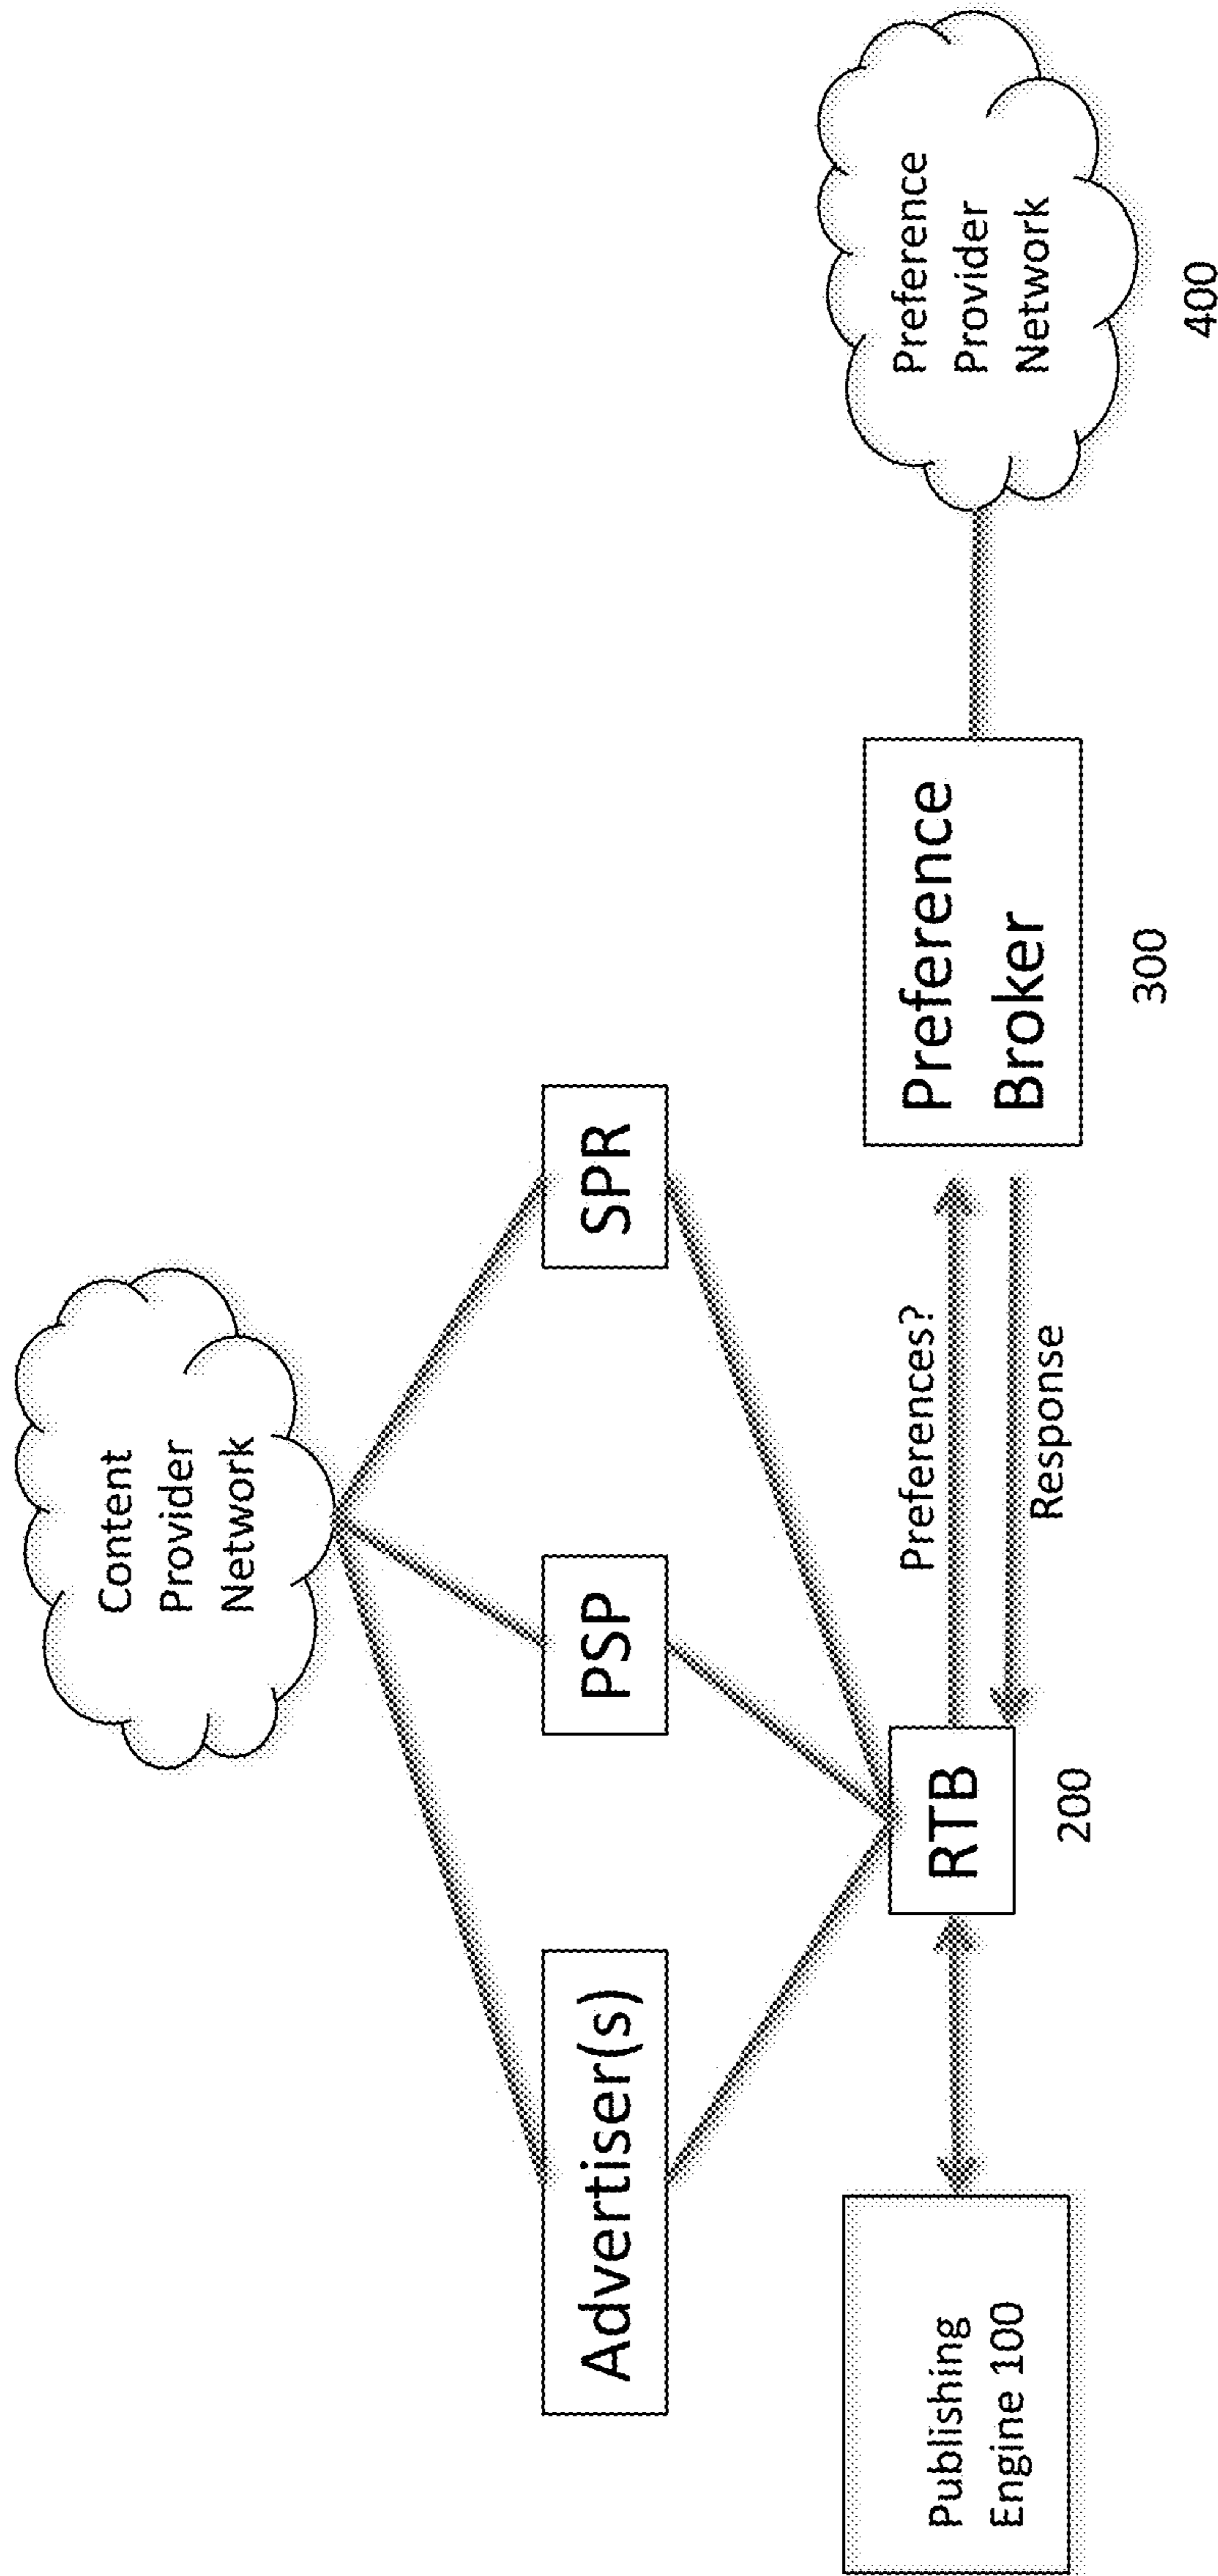 Content
Provider
Network
Advertiser(s)
PSP
SPR
Publishing
Engine 100
RTB
200
Preferences?
Response
Preference
Broker
300
Preference
Provider
Network
400